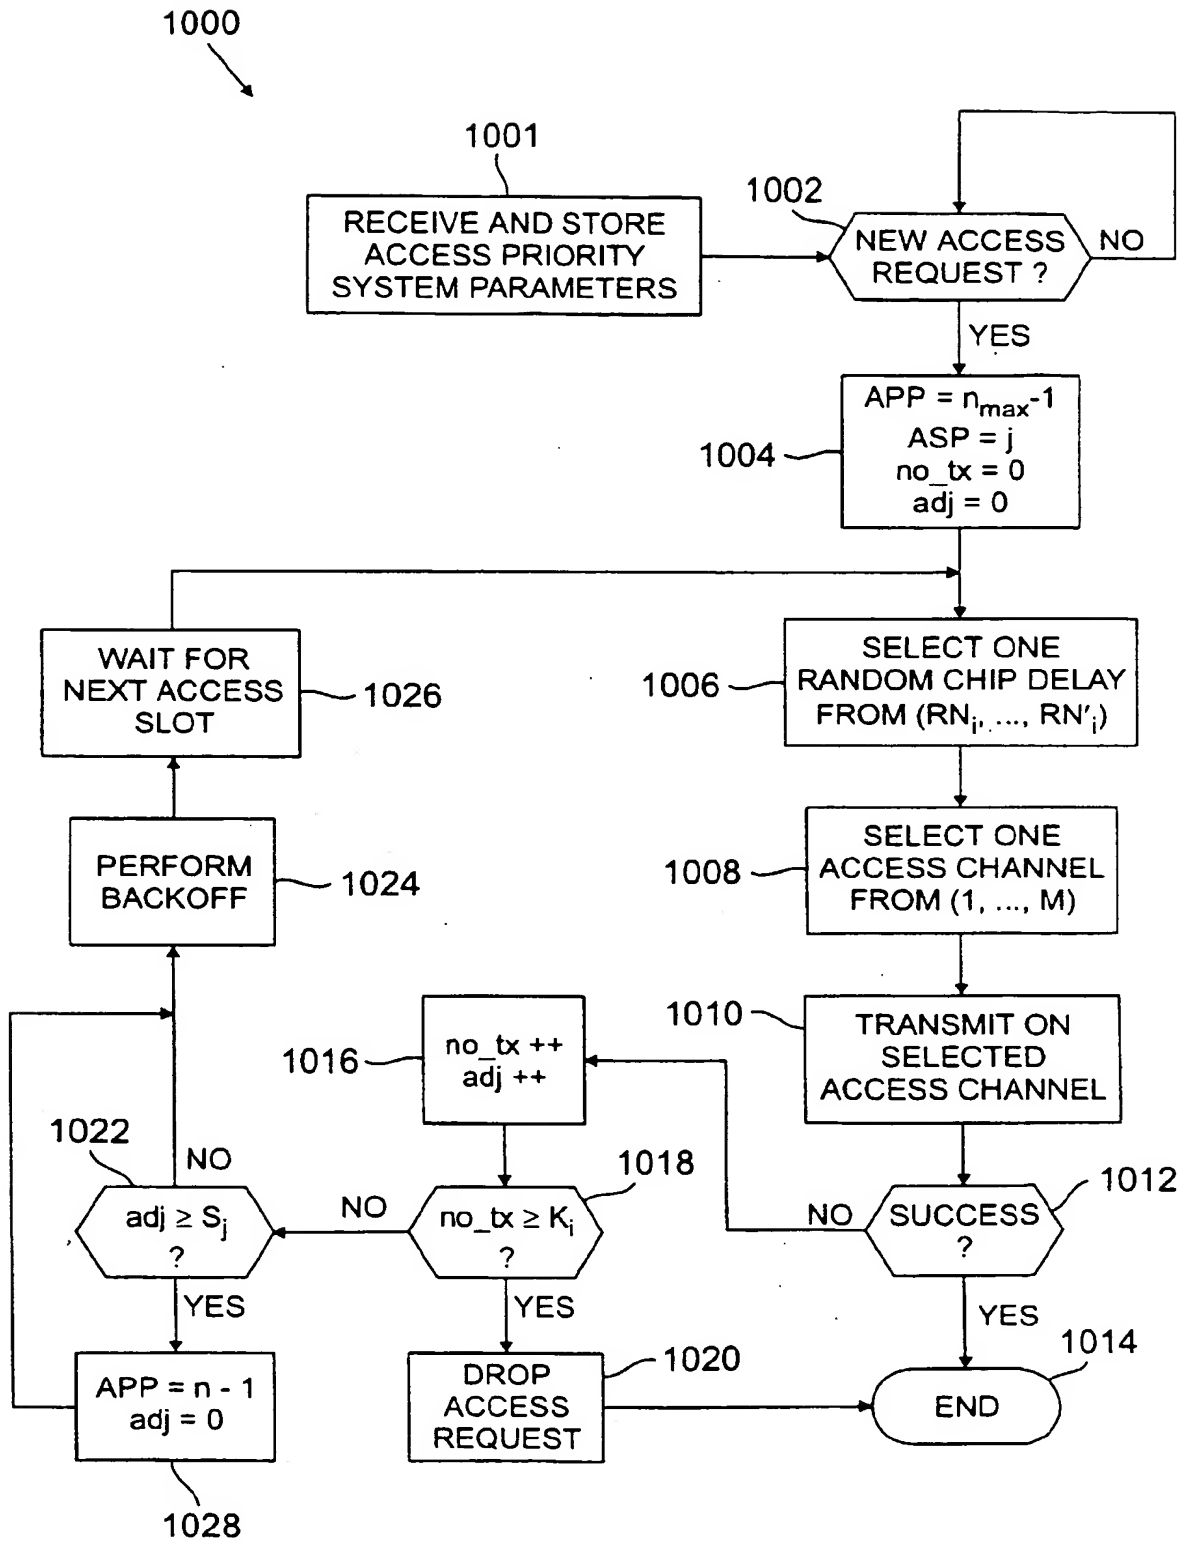 1000
1001
RECEIVE AND STORE
ACCESS PRIORITY
SYSTEM PARAMETERS
1002
NEW ACCESS
REQUEST ?
NO
YES
1004
APP = nmax-1
ASP = j
no_tx = 0
adj = 0
WAIT FOR
NEXT ACCESS
SLOT
1026
1006
SELECT ONE
RANDOM CHIP DELAY
FROM (RNi, ..., RN'i)
PERFORM
BACKOFF
1024
1008
SELECT ONE
ACCESS CHANNEL
FROM (1, ..., M)
1010
TRANSMIT ON
SELECTED
ACCESS CHANNEL
1016
no_tx ++
adj ++
1022
NO
adj ≥ Sj
?
YES
NO
1018
no_tx ≥ Ki
?
YES
NO
1012
SUCCESS
?
YES
1014
END
1020
DROP
ACCESS
REQUEST
APP = n - 1
adj = 0
1028